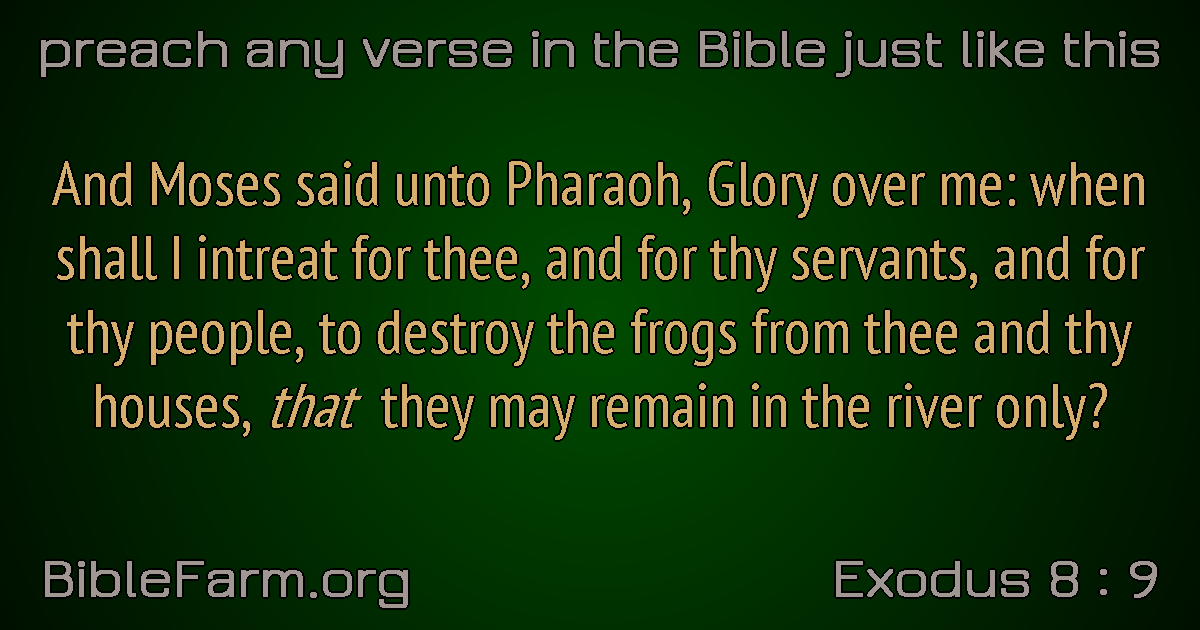 preach any verse in the Bible just like this
And Moses said unto Pharaoh, Glory over me: when
shall I intreat for thee, and for thy servants, and for
thy people, to destroy the frogs from thee and thy
houses, that they may remain in the river only?
BibleFarm.org
Exodus 8 : 9